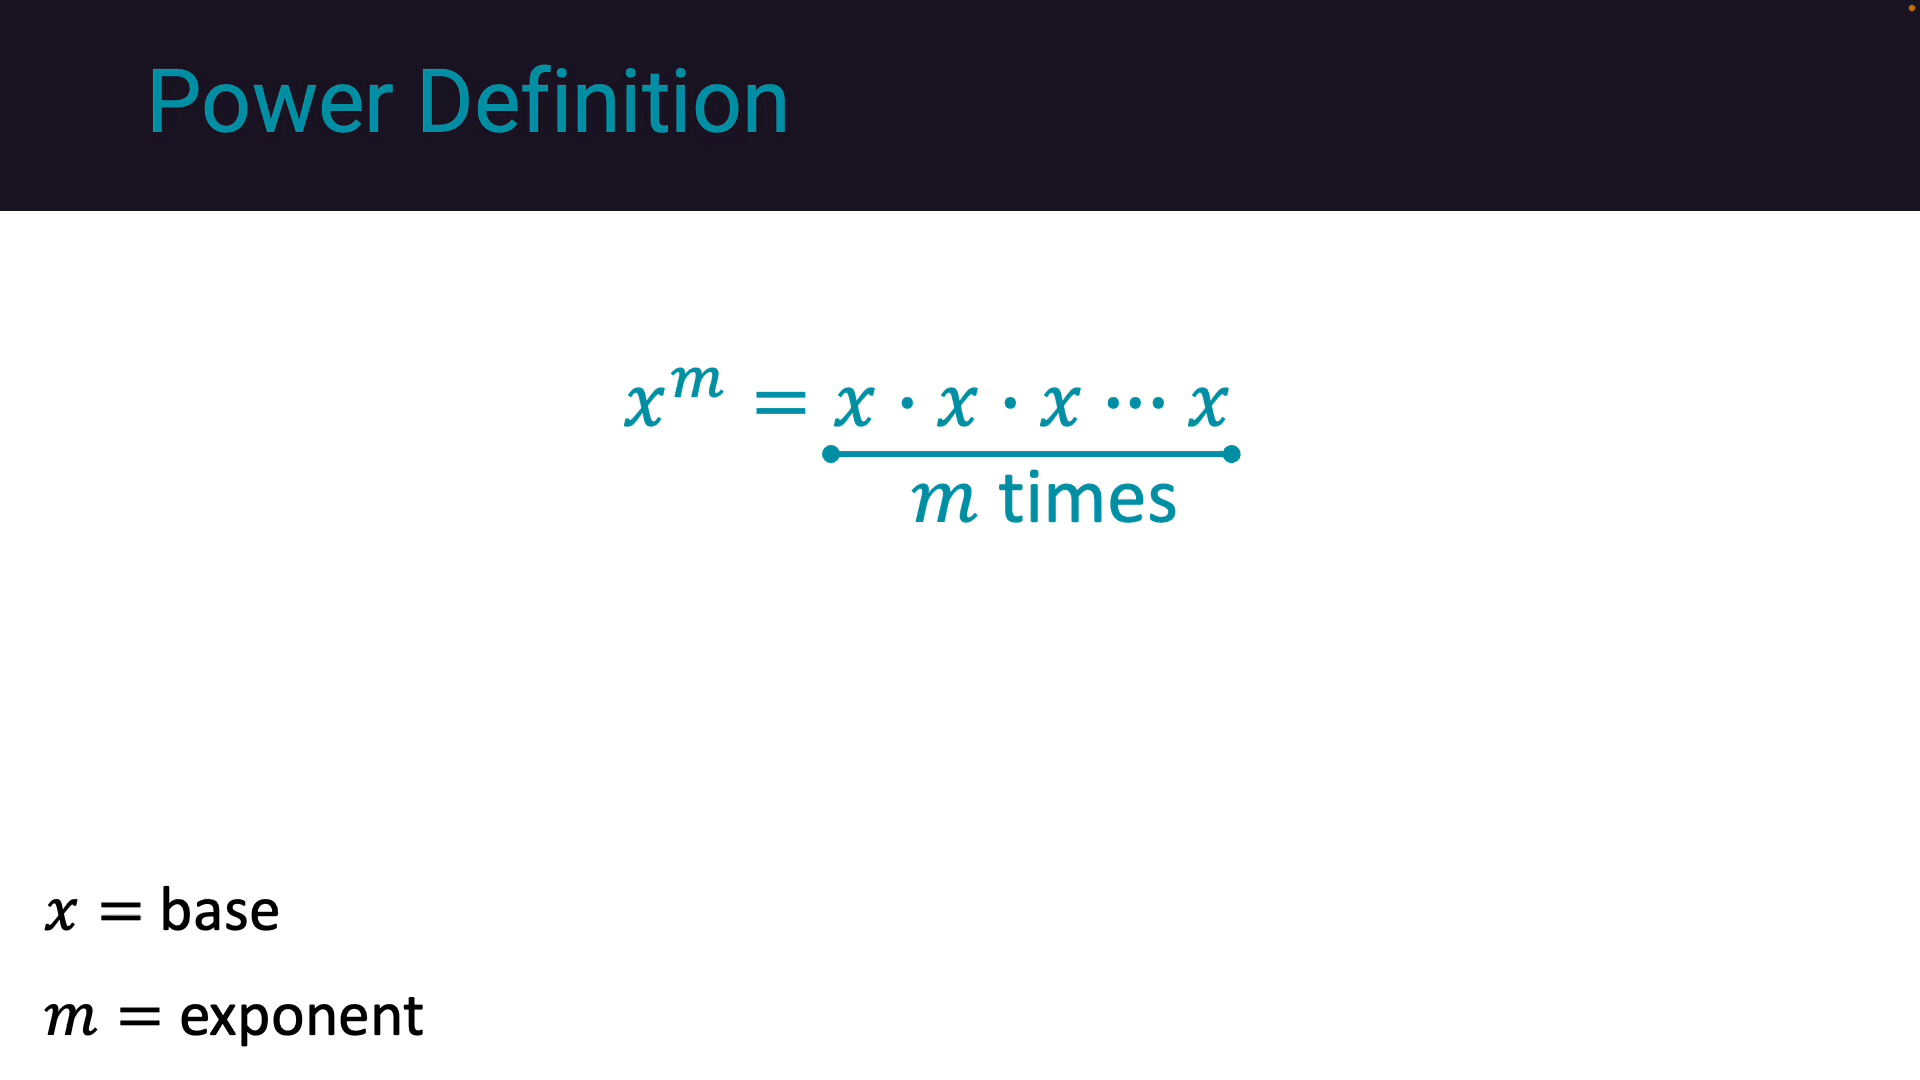 Power Definition
x^m = x · x · x ··· x
m times
x = base
m = exponent